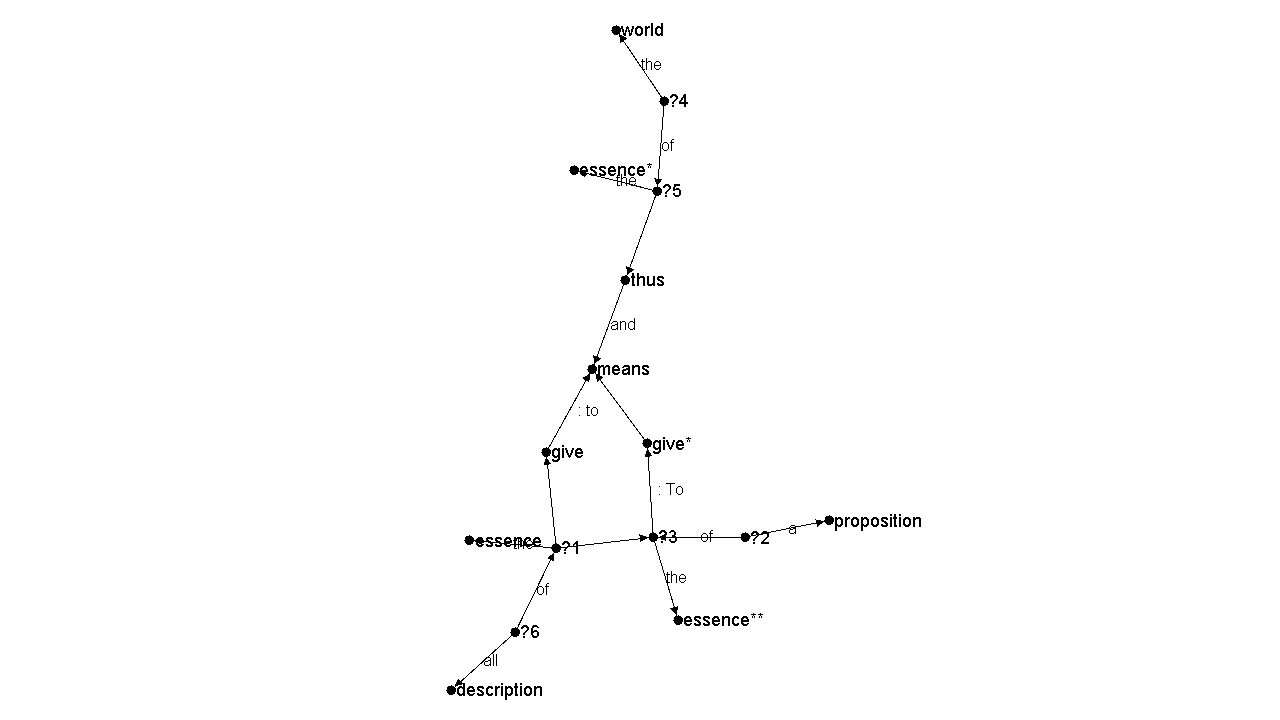 world
the
?4
of
essence*
the
?5
thus
and
means
: to
give*
give
: To
proposition
a
?3
of
?2
essence
the
?1
the
of
essence**
?6
all
description